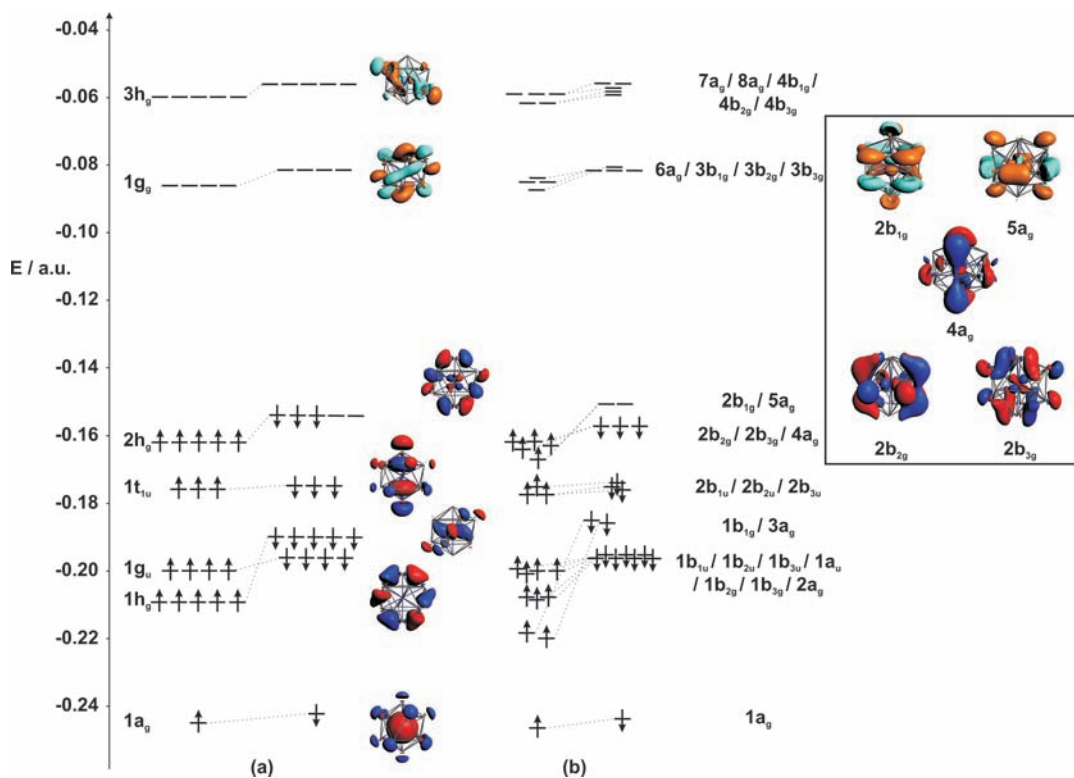 -0.04
-0.06
-0.08
-0.10
E / a.u.
-0.12
-0.14
-0.16
-0.18
-0.20
-0.22
-0.24
3hg
1gg
2hg
1t1u
1gu
1hg
1ag
(a)
(b)
7ag / 8ag / 4b1g /
4b2g / 4b3g
6ag / 3b1g / 3b2g / 3b3g
2b1g / 5ag
2b2g / 2b3g / 4ag
2b1u / 2b2u / 2b3u
1b1g / 3ag
1b1u / 1b2u / 1b3u / 1au
/ 1b2g / 1b3g / 2ag
1ag
2b1g
5ag
4ag
2b2g
2b3g